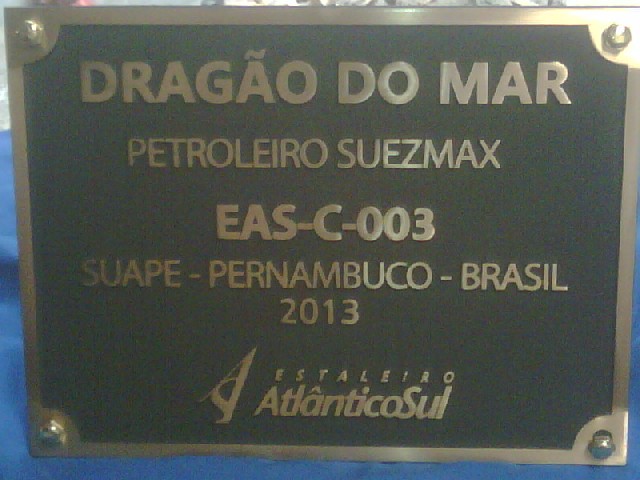 DRAGÃO DO MAR
PETROLEIRO SUEZMAX
EAS-C-003
SUAPE - PERNAMBUCO - BRASIL
2013
ESTALEIRO
AtlânticoSul